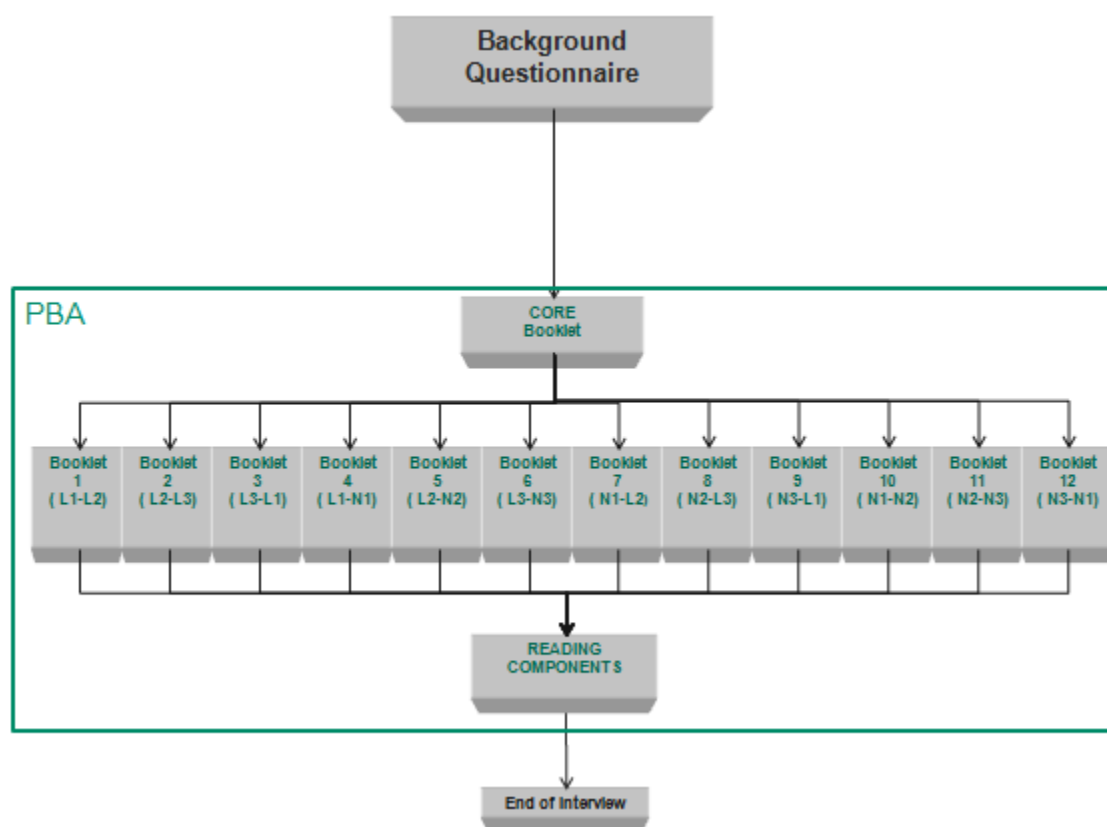 Background
Questionnaire
PBA
CORE
Booklet
Booklet
1
( L1-L2)
Booklet
2
( L2-L3)
Booklet
3
( L3-L1)
Booklet
4
( L1-N1)
Booklet
5
( L2-N2)
Booklet
6
( L3-N3)
Booklet
7
( N1-L2)
Booklet
8
( N2-L3)
Booklet
9
( N3-L1)
Booklet
10
( N1-N2)
Booklet
11
( N2-N3)
Booklet
12
( N3-N1)
READING
COMPONENTS
End of Interview